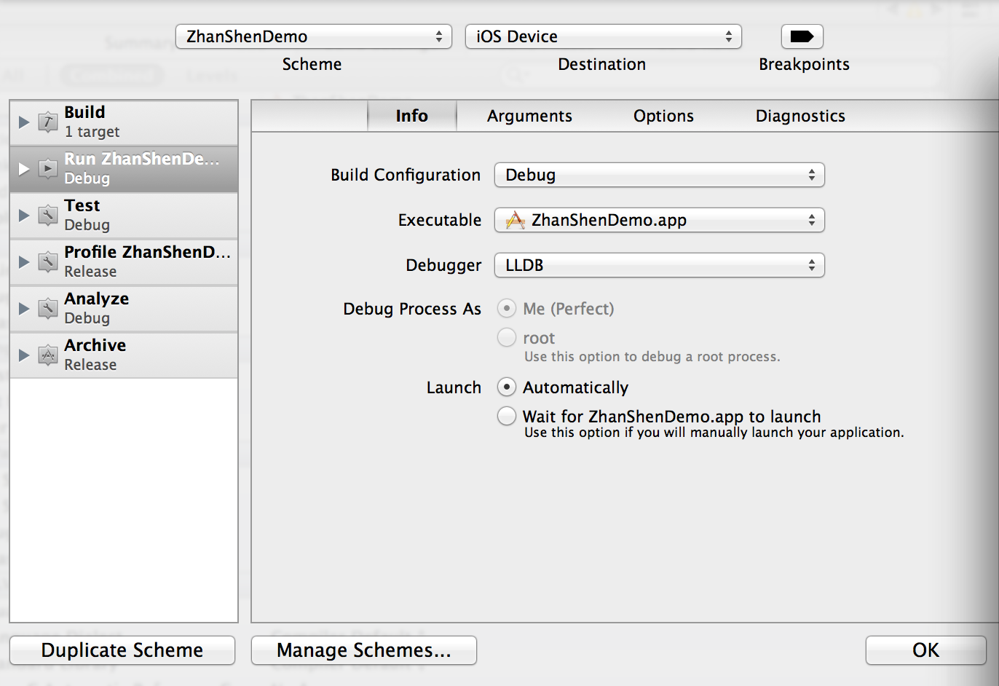 ZhanShenDemo
iOS Device
Scheme
Destination
Breakpoints
Build
1 target
Run ZhanShenDe...
Debug
Test
Debug
Profile ZhanShenD...
Release
Analyze
Debug
Archive
Release
Info
Arguments
Options
Diagnostics
Build Configuration
Debug
Executable
ZhanShenDemo.app
Debugger
LLDB
Debug Process As
Me (Perfect)
root
Use this option to debug a root process.
Launch
Automatically
Wait for ZhanShenDemo.app to launch
Use this option if you will manually launch your application.
Duplicate Scheme
Manage Schemes...
OK